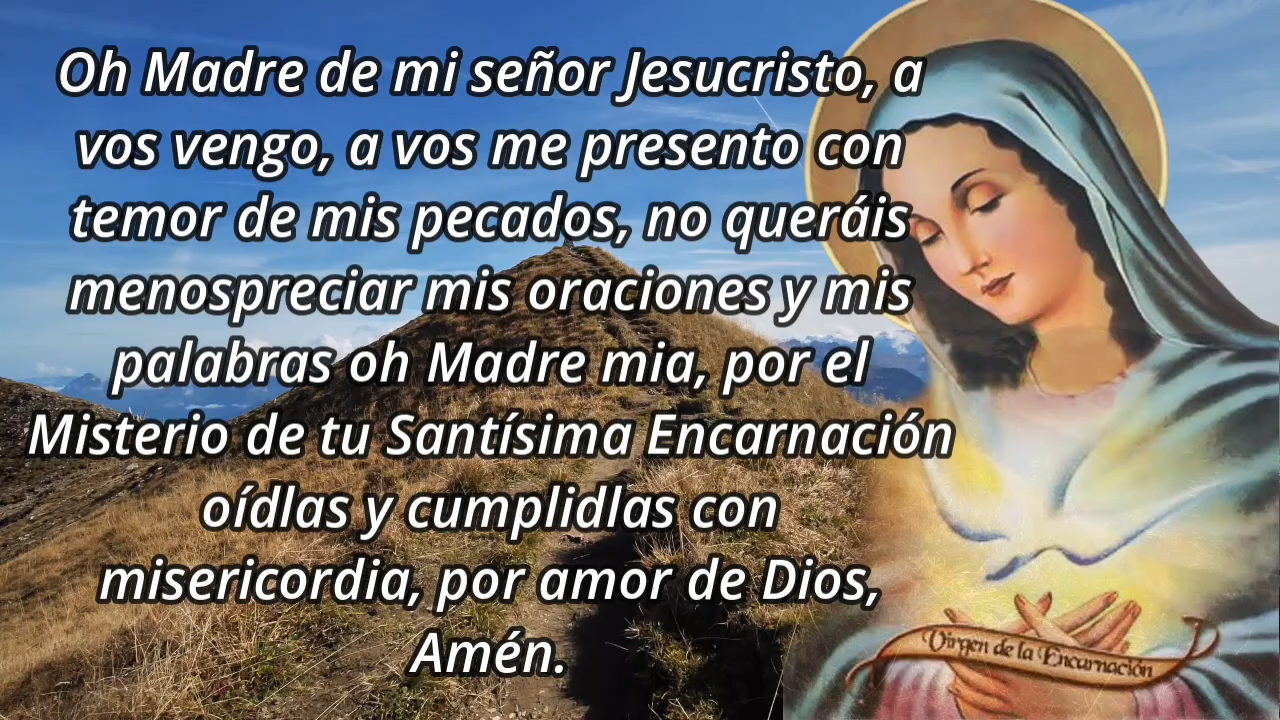 Oh Madre de mi señor Jesucristo, a
vos vengo, a vos me presento con
temor de mis pecados, no queráis
menospreciar mis oraciones y mis
palabras oh Madre mia, por el
Misterio de tu Santísima Encarnación
oídlas y cumplidlas con
misericordia, por amor de Dios,
Amén.
Virgen de la Encarnación